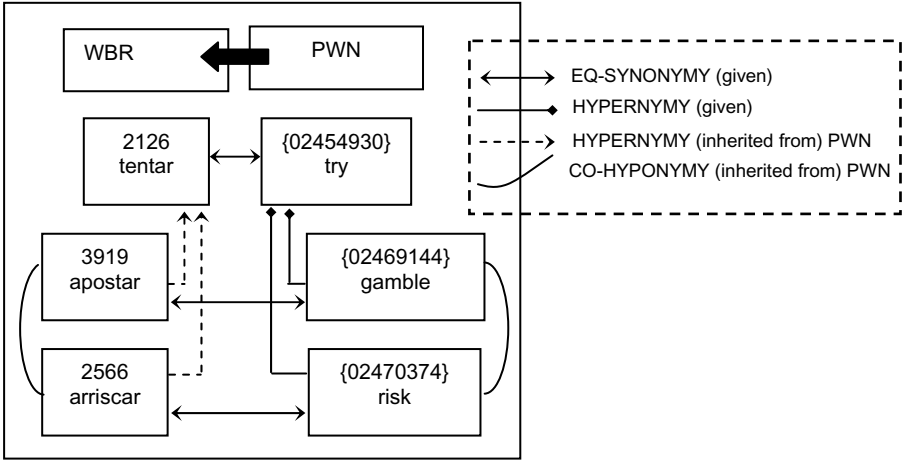 WBR
PWN
2126
tentar
{02454930}
try
3919
apostar
{02469144}
gamble
2566
arriscar
{02470374}
risk
EQ-SYNONYMY (given)
HYPERNYMY (given)
HYPERNYMY (inherited from) PWN
CO-HYPONYMY (inherited from) PWN